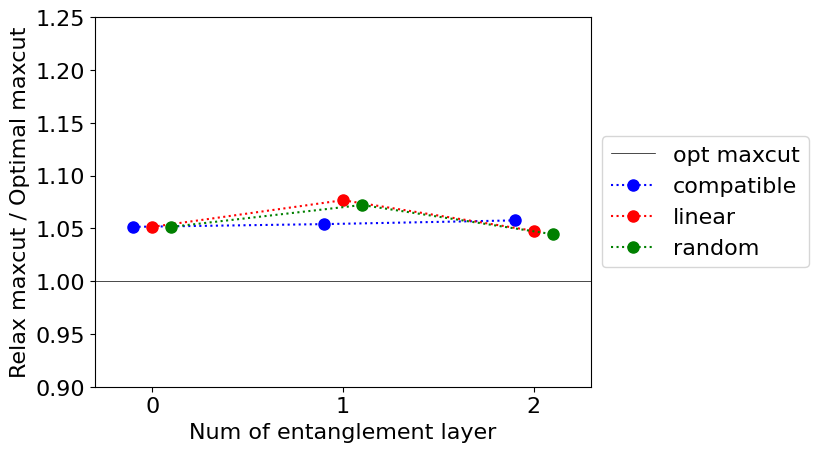 Relax maxcut / Optimal maxcut
1.25
1.20
1.15
1.10
1.05
1.00
0.95
0.90
0
1
2
Num of entanglement layer
opt maxcut
compatible
linear
random